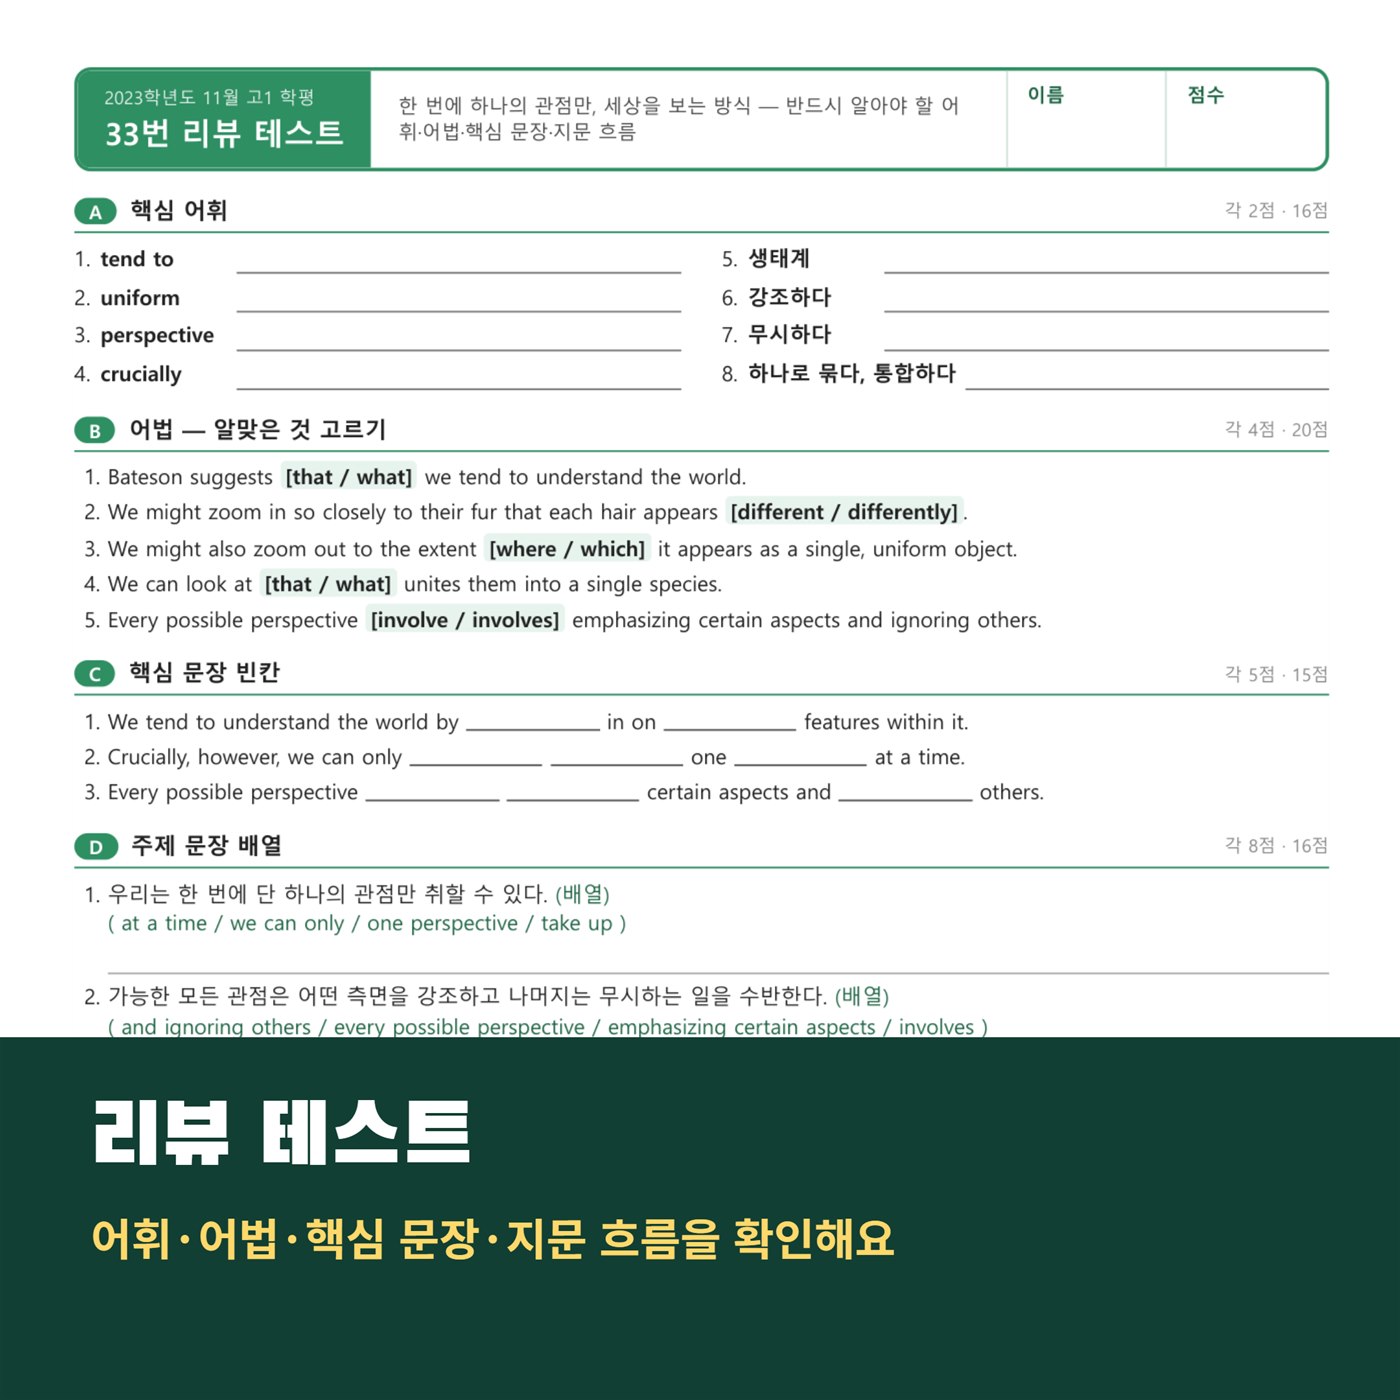 2023학년도 11월 고1 학평
33번 리뷰 테스트
한 번에 하나의 관점만, 세상을 보는 방식 — 반드시 알아야 할 어
휘·어법·핵심 문장·지문 흐름
이름
점수
A 핵심 어휘 각 2점 · 16점
1. tend to
2. uniform
3. perspective
4. crucially
5. 생태계
6. 강조하다
7. 무시하다
8. 하나로 묶다, 통합하다
B 어법 — 알맞은 것 고르기 각 4점 · 20점
1. Bateson suggests [that / what] we tend to understand the world.
2. We might zoom in so closely to their fur that each hair appears [different / differently].
3. We might also zoom out to the extent [where / which] it appears as a single, uniform object.
4. We can look at [that / what] unites them into a single species.
5. Every possible perspective [involve / involves] emphasizing certain aspects and ignoring others.
C 핵심 문장 빈칸 각 5점 · 15점
1. We tend to understand the world by ____________ in on ____________ features within it.
2. Crucially, however, we can only ____________ ____________ one ____________ at a time.
3. Every possible perspective ____________ ____________ certain aspects and ____________ others.
D 주제 문장 배열 각 8점 · 16점
1. 우리는 한 번에 단 하나의 관점만 취할 수 있다. (배열)
( at a time / we can only / one perspective / take up )
2. 가능한 모든 관점은 어떤 측면을 강조하고 나머지는 무시하는 일을 수반한다. (배열)
( and ignoring others / every possible perspective / emphasizing certain aspects / involves )
리뷰 테스트
어휘·어법·핵심 문장·지문 흐름을 확인해요